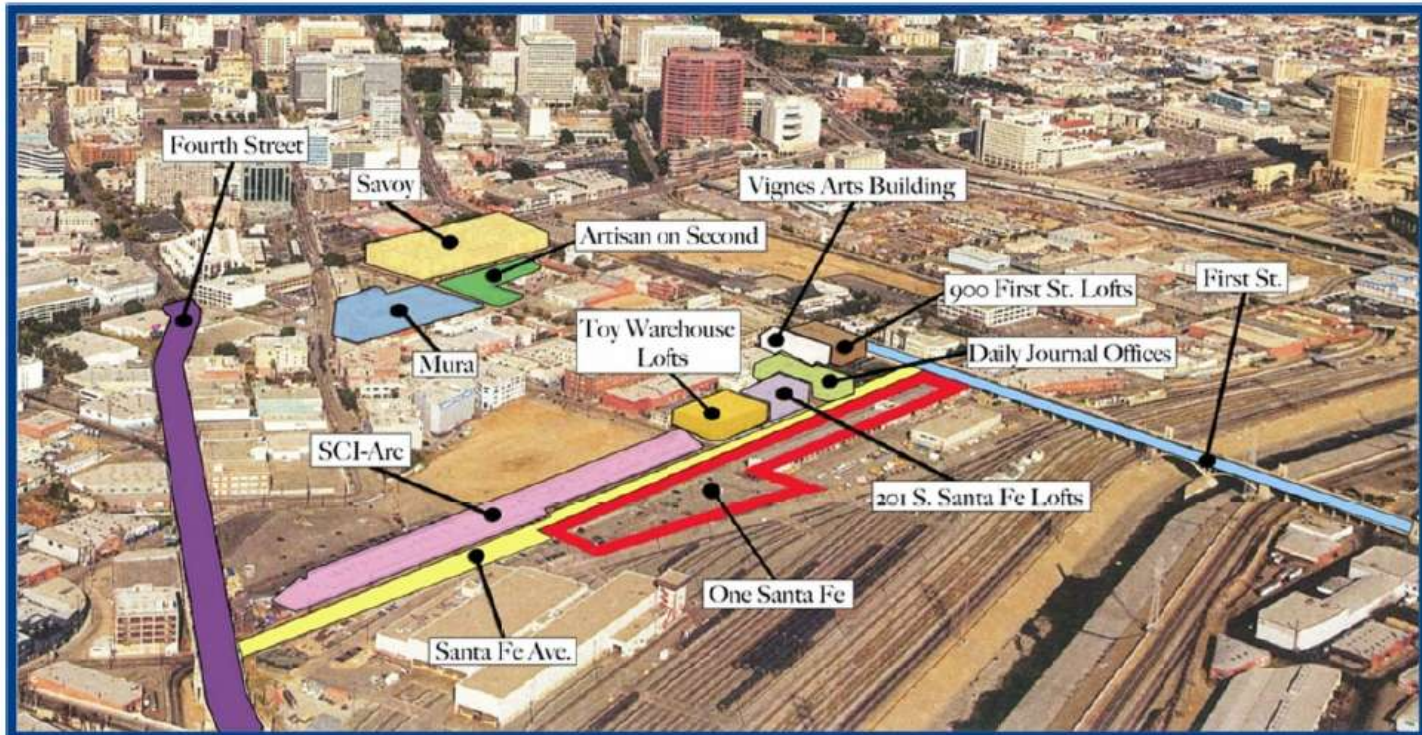 Fourth Street
Savoy
Vignes Arts Building
Artisan on Second
900 First St. Lofts
First St.
Toy Warehouse
Lofts
Mura
Daily Journal Offices
SCI-Arc
201 S. Santa Fe Lofts
One Santa Fe
Santa Fe Ave.